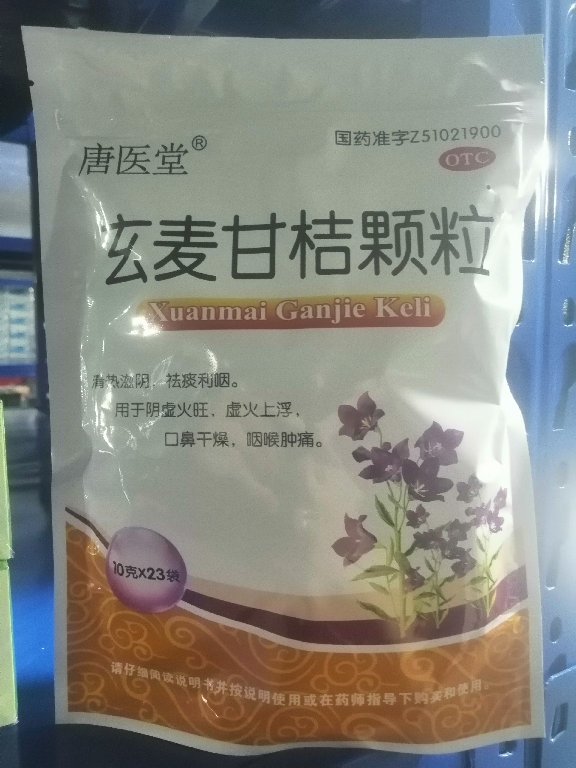 唐医堂®
国药准字Z51021900
OTC
玄麦甘桔颗粒
Xuanmai Ganjie Keli
清热滋阴，祛痰利咽。
用于阴虚火旺，虚火上浮，
口鼻干燥，咽喉肿痛。
10克X23袋
请仔细阅读说明书并按说明使用或在药师指导下购买和使用。